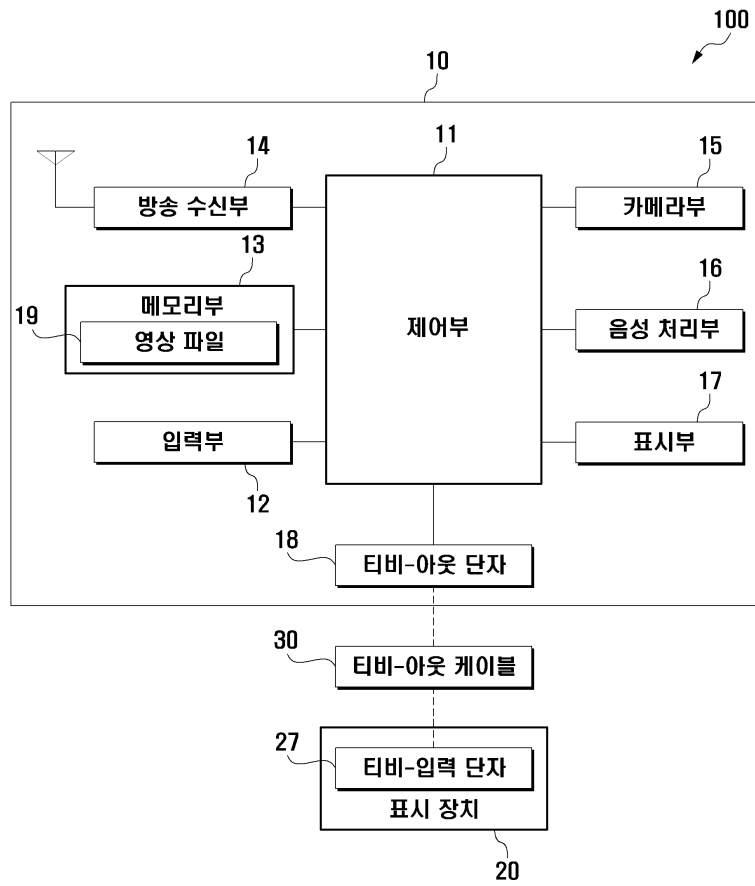 100
10
14
11
15
방송 수신부
카메라부
13
메모리부
19
영상 파일
제어부
16
음성 처리부
17
입력부
표시부
12
18
티비-아웃 단자
30
티비-아웃 케이블
27
티비-입력 단자
표시 장치
20